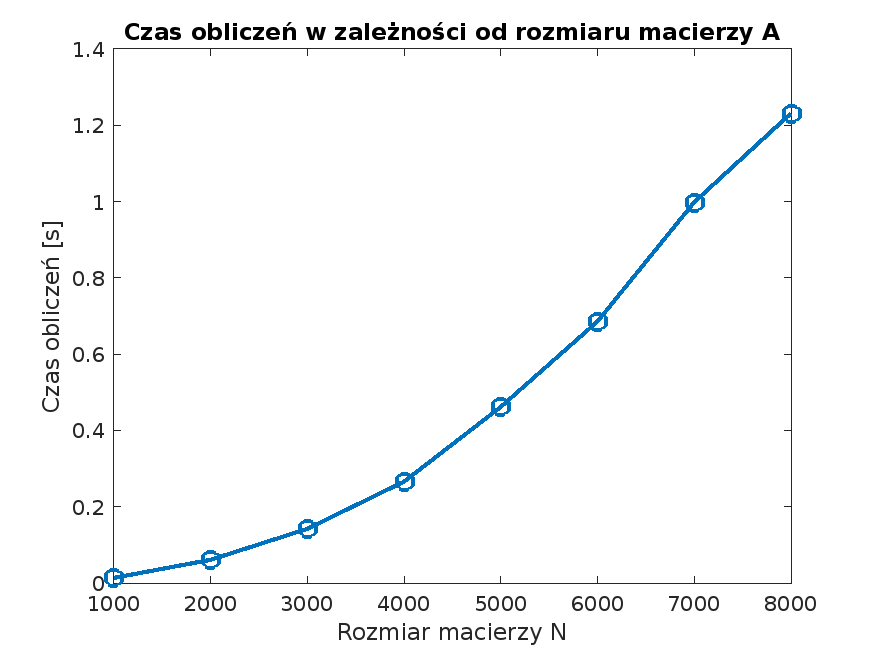 Czas obliczeń w zależności od rozmiaru macierzy A
1.4
1.2
1
0.8
0.6
0.4
0.2
0
Czas obliczeń [s]
1000 2000 3000 4000 5000 6000 7000 8000
Rozmiar macierzy N